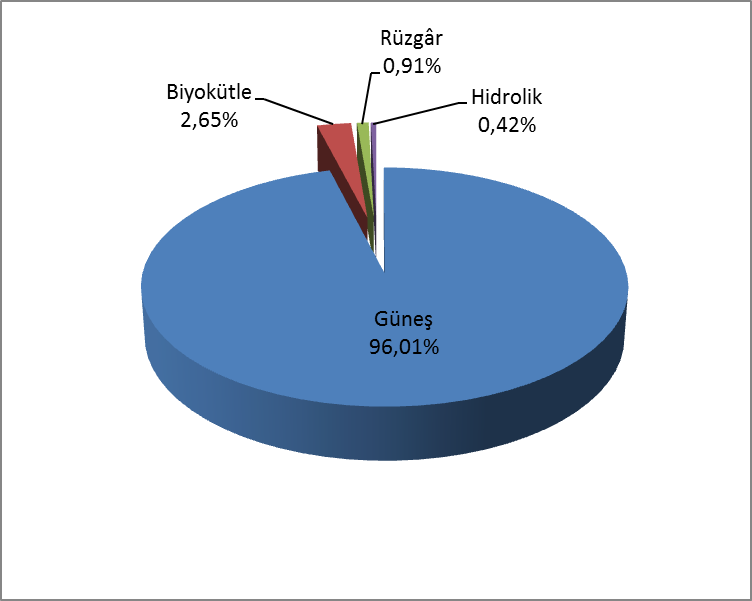 Rüzgâr
0,91%
Biyokütle
2,65%
Hidrolik
0,42%
Güneş
96,01%